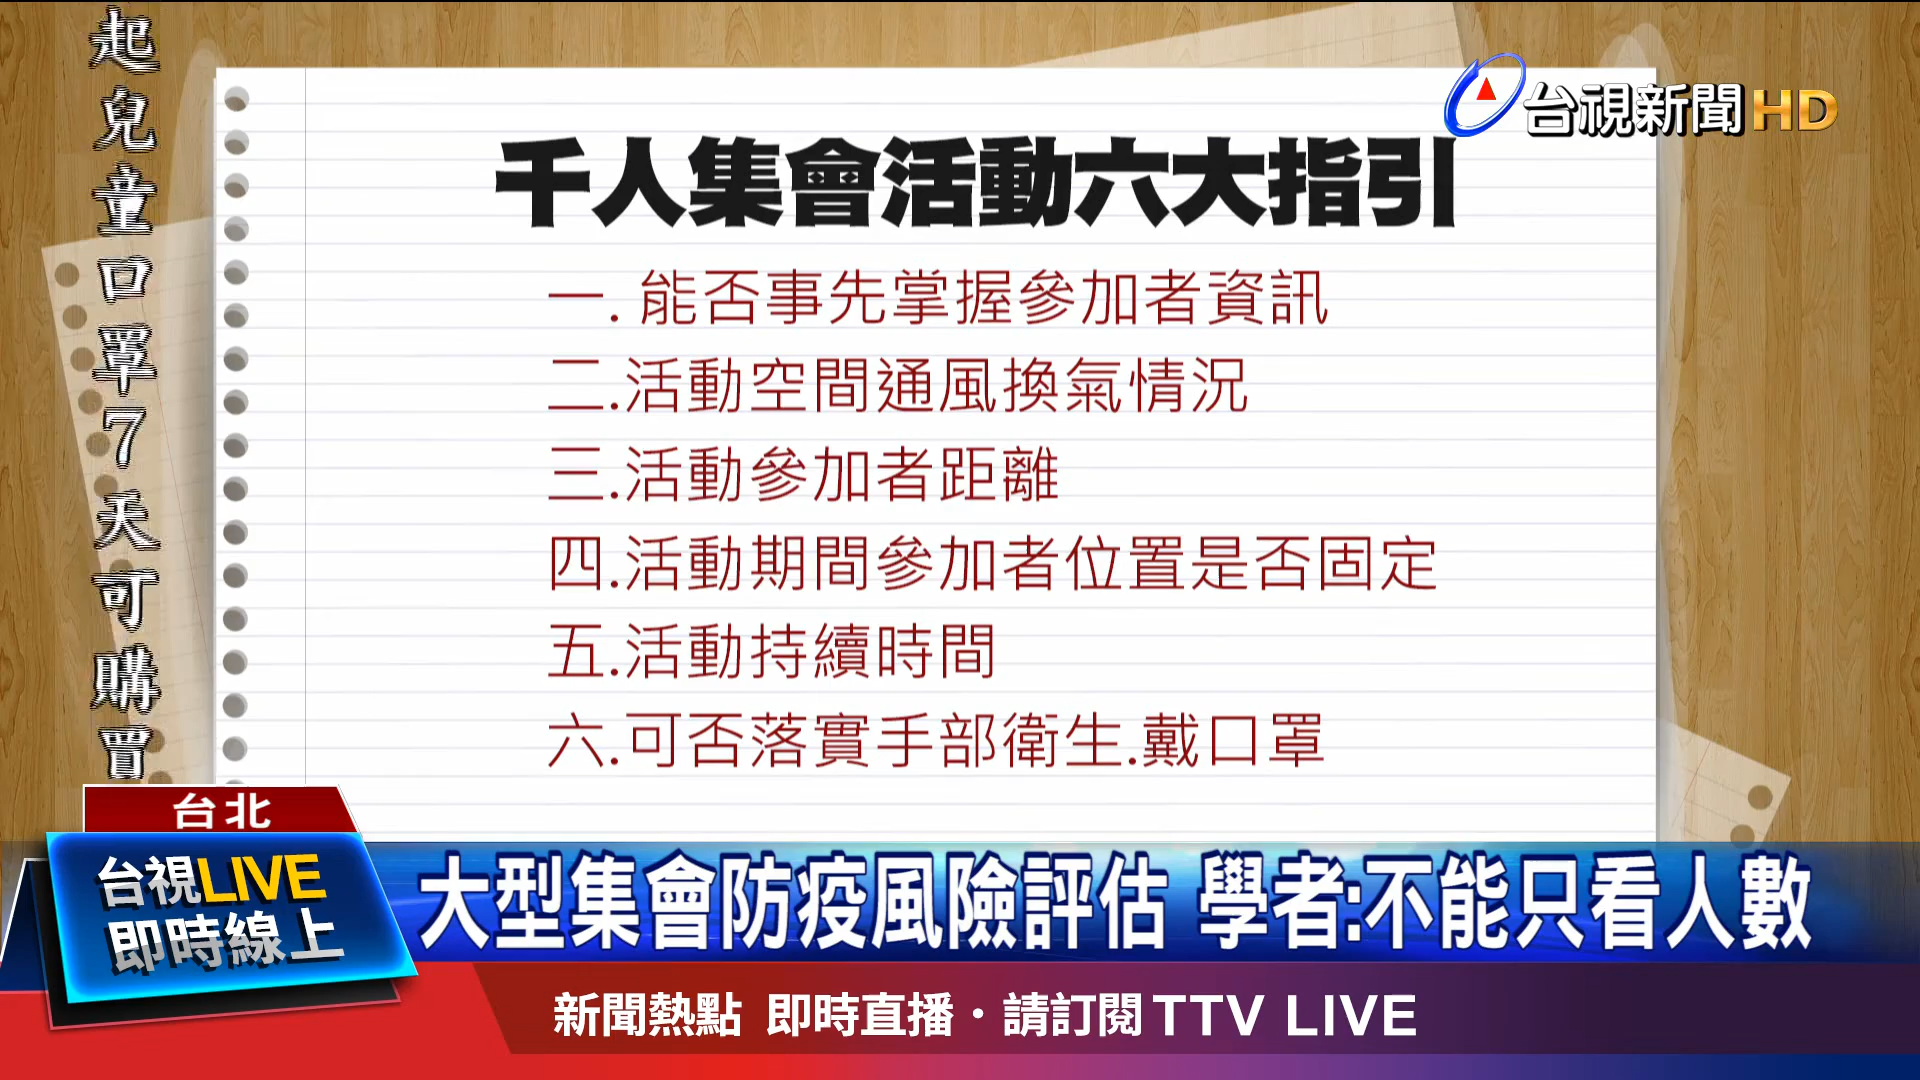 起兒童口罩7天可購買
台視新聞HD
千人集會活動六大指引
一. 能否事先掌握參加者資訊
二.活動空間通風換氣情況
三.活動參加者距離
四.活動期間參加者位置是否固定
五.活動持續時間
六.可否落實手部衛生.戴口罩
台北
台視LIVE
即時線上
大型集會防疫風險評估 學者:不能只看人數
新聞熱點 即時直播・請訂閱TTV LIVE